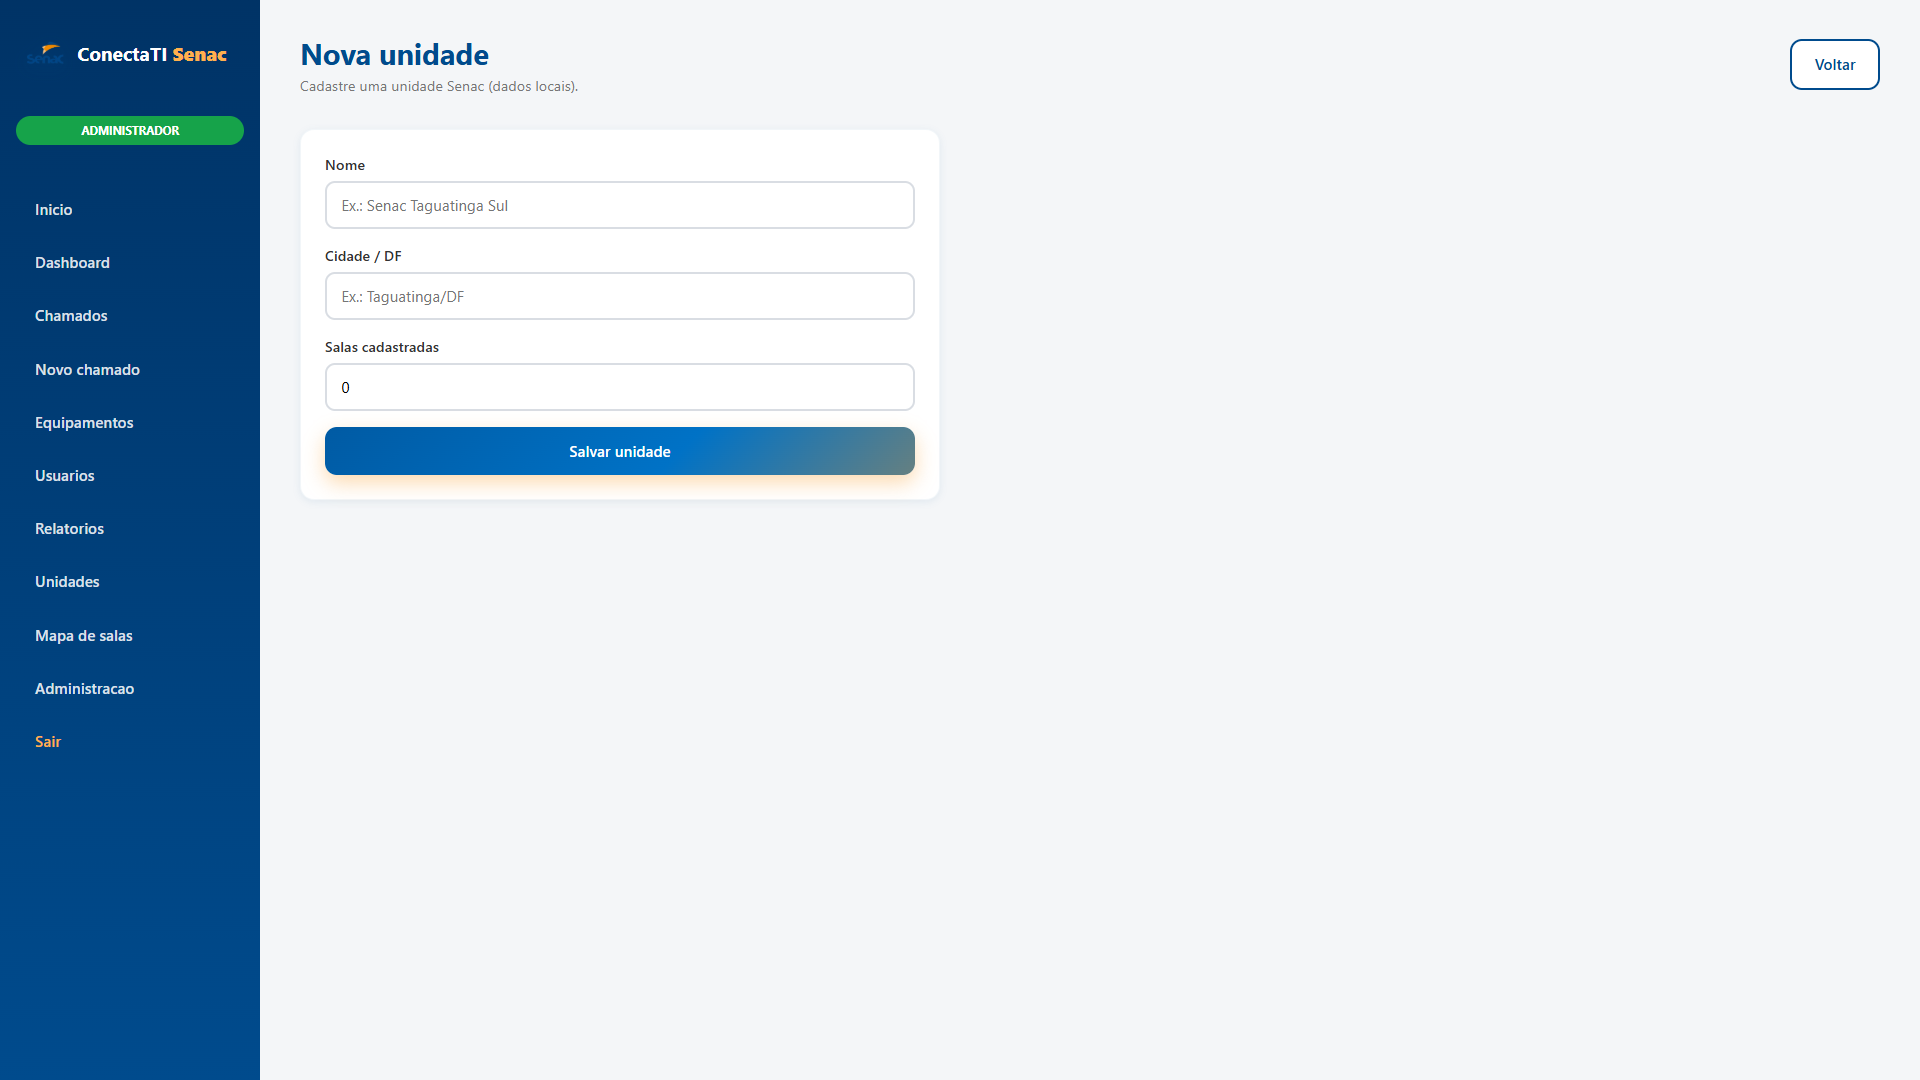 Senac
ConectaTI Senac
ADMINISTRADOR
Inicio
Dashboard
Chamados
Novo chamado
Equipamentos
Usuarios
Relatorios
Unidades
Mapa de salas
Administracao
Sair
Nova unidade
Cadastre uma unidade Senac (dados locais).
Voltar
Nome
Ex.: Senac Taguatinga Sul
Cidade / DF
Ex.: Taguatinga/DF
Salas cadastradas
0
Salvar unidade